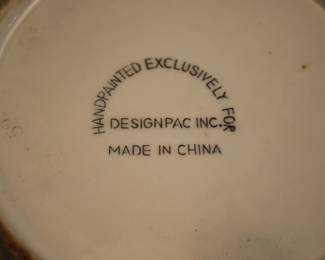 HANDPAINTED EXCLUSIVELY FOR
DESIGNPAC INC.
MADE IN CHINA